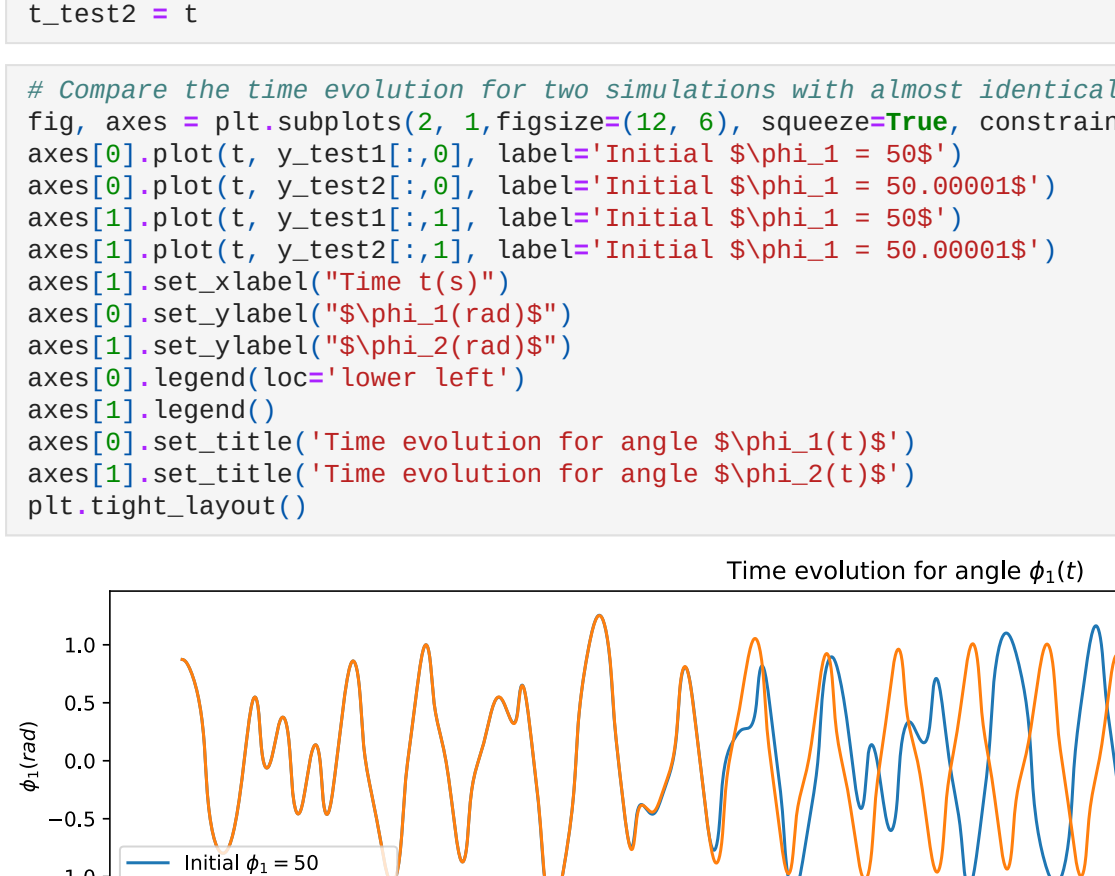 t_test2 = t
# Compare the time evolution for two simulations with almost identical
fig, axes = plt.subplots(2, 1,figsize=(12, 6), squeeze=True, constrain
axes[0].plot(t, y_test1[:,0], label='Initial $\phi_1 = 50$')
axes[0].plot(t, y_test2[:,0], label='Initial $\phi_1 = 50.00001$')
axes[1].plot(t, y_test1[:,1], label='Initial $\phi_1 = 50$')
axes[1].plot(t, y_test2[:,1], label='Initial $\phi_1 = 50.00001$')
axes[1].set_xlabel("Time t(s)")
axes[0].set_ylabel("$\phi_1(rad)$")
axes[1].set_ylabel("$\phi_2(rad)$")
axes[0].legend(loc='lower left')
axes[1].legend()
axes[0].set_title('Time evolution for angle $\phi_1(t)$')
axes[1].set_title('Time evolution for angle $\phi_2(t)$')
plt.tight_layout()
Time evolution for angle ϕ₁(t)
1.0
0.5
0.0
−0.5
−1.0
ϕ₁(rad)
Initial ϕ₁ = 50